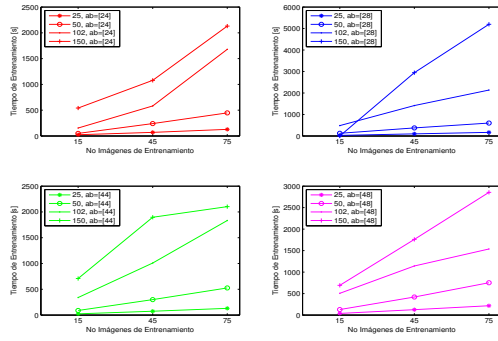 2500
2000
1500
1000
500
0
Tiempo de Entrenamiento [s]
25, ab=[24]
50, ab=[24]
102, ab=[24]
150, ab=[24]
15 45 75
No Imágenes de Entrenamiento
6000
5000
4000
3000
2000
1000
0
Tiempo de Entrenamiento [s]
25, ab=[28]
50, ab=[28]
102, ab=[28]
150, ab=[28]
15 45 75
No Imágenes de Entrenamiento
2500
2000
1500
1000
500
0
Tiempo de Entrenamiento [s]
25, ab=[44]
50, ab=[44]
102, ab=[44]
150, ab=[44]
15 45 75
No Imágenes de Entrenamiento
3000
2500
2000
1500
1000
500
0
Tiempo de Entrenamiento [s]
25, ab=[48]
50, ab=[48]
102, ab=[48]
150, ab=[48]
15 45 75
No Imágenes de Entrenamiento